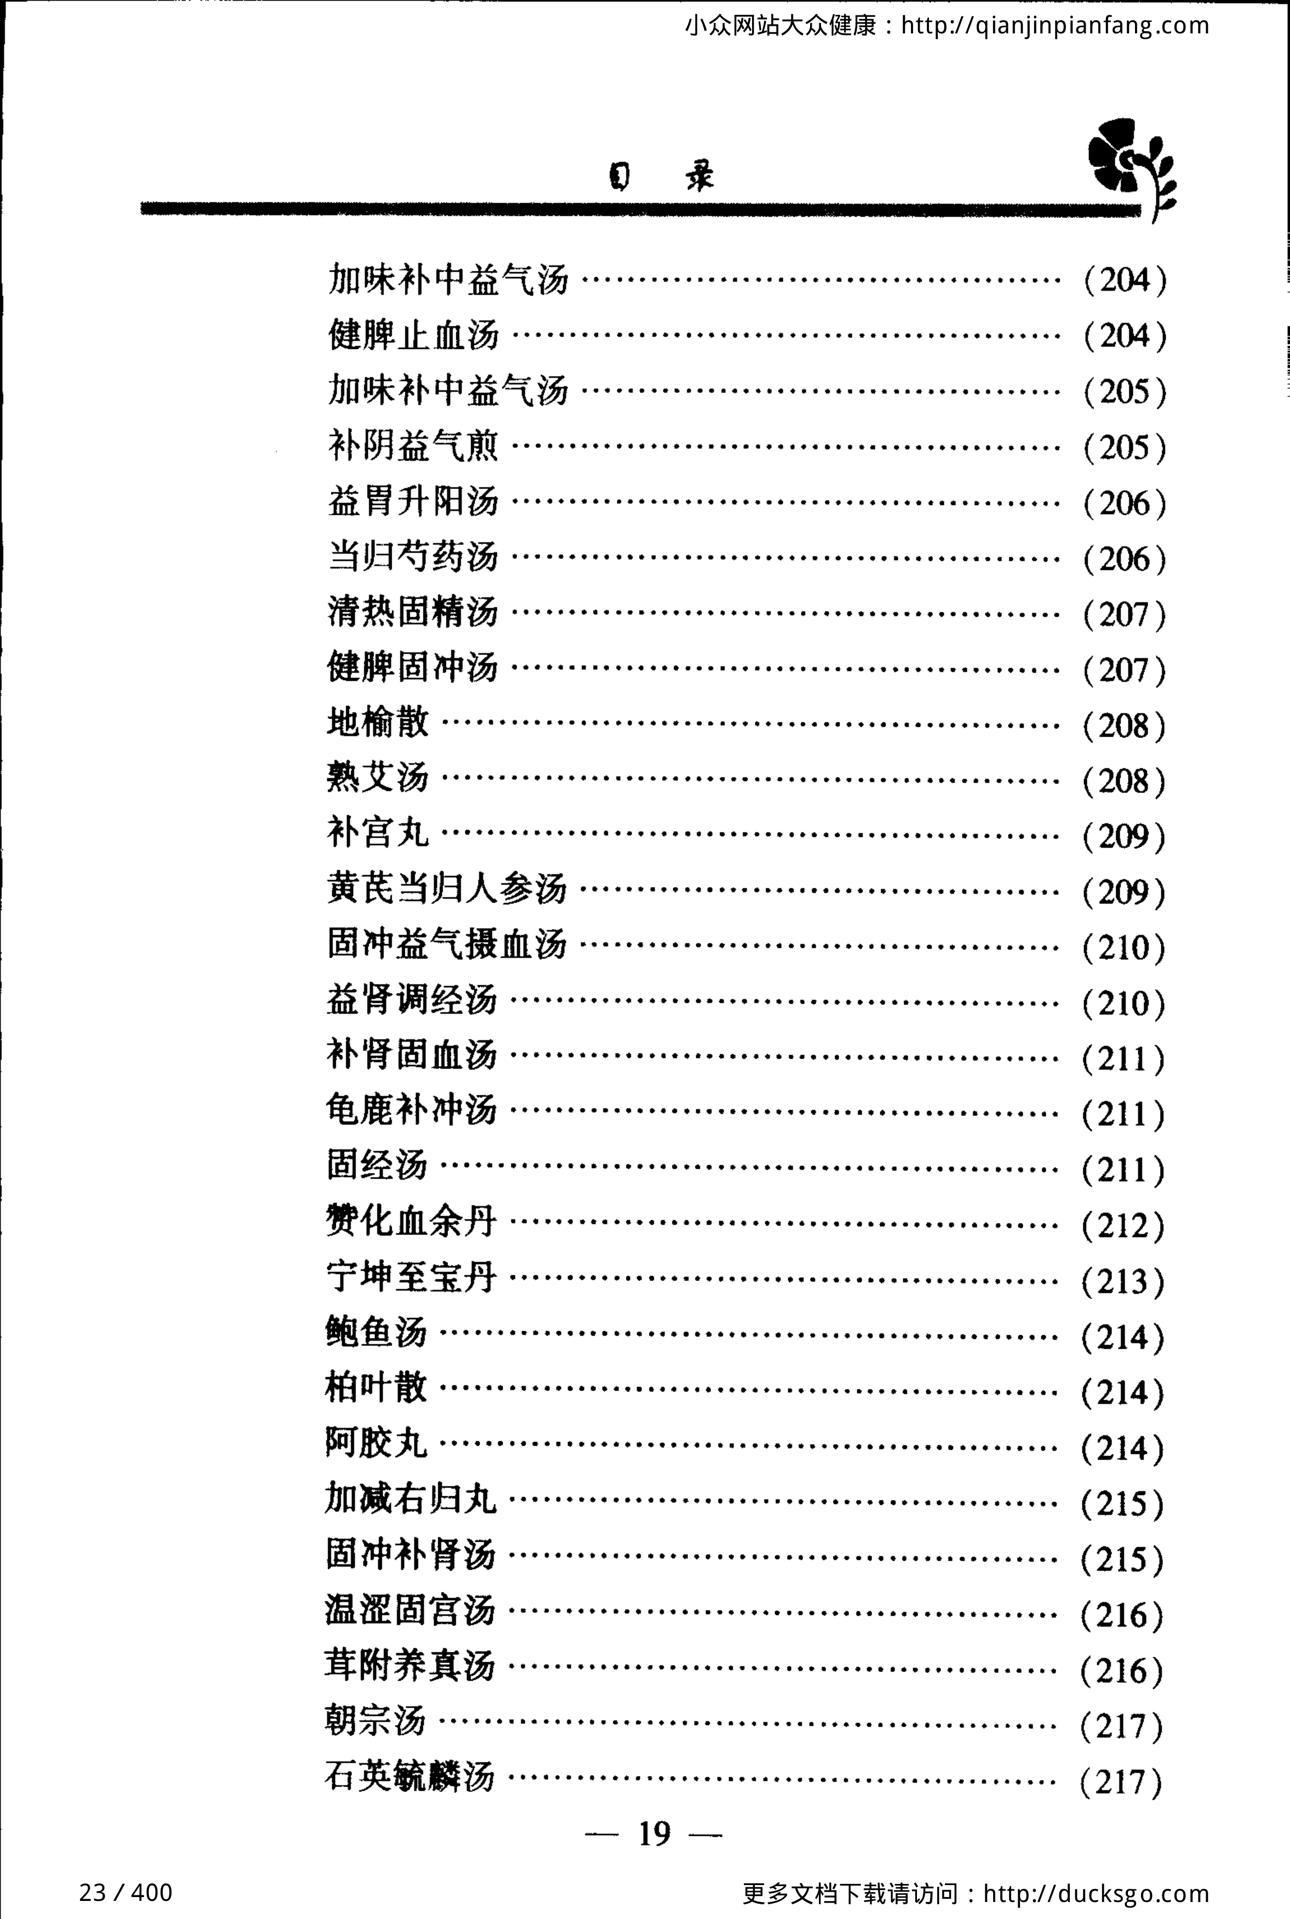 小众网站大众健康：http://qianjinpianfang.com
目 录
加味补中益气汤 ……………………………… (204)
健脾止血汤 ……………………………… (204)
加味补中益气汤 ……………………………… (205)
补阴益气煎 ……………………………… (205)
益胃升阳汤 ……………………………… (206)
当归芍药汤 ……………………………… (206)
清热固精汤 ……………………………… (207)
健脾固冲汤 ……………………………… (207)
地榆散 ……………………………… (208)
熟艾汤 ……………………………… (208)
补宫丸 ……………………………… (209)
黄芪当归人参汤 ……………………………… (209)
固冲益气摄血汤 ……………………………… (210)
益肾调经汤 ……………………………… (210)
补肾固血汤 ……………………………… (211)
龟鹿补冲汤 ……………………………… (211)
固经汤 ……………………………… (211)
赞化血余丹 ……………………………… (212)
宁坤至宝丹 ……………………………… (213)
鲍鱼汤 ……………………………… (214)
柏叶散 ……………………………… (214)
阿胶丸 ……………………………… (214)
加减右归丸 ……………………………… (215)
固冲补肾汤 ……………………………… (215)
温涩固宫汤 ……………………………… (216)
茸附养真汤 ……………………………… (216)
朝宗汤 ……………………………… (217)
石英毓麟汤 ……………………………… (217)
— 19 —
23 / 400
更多文档下载请访问：http://ducksgo.com